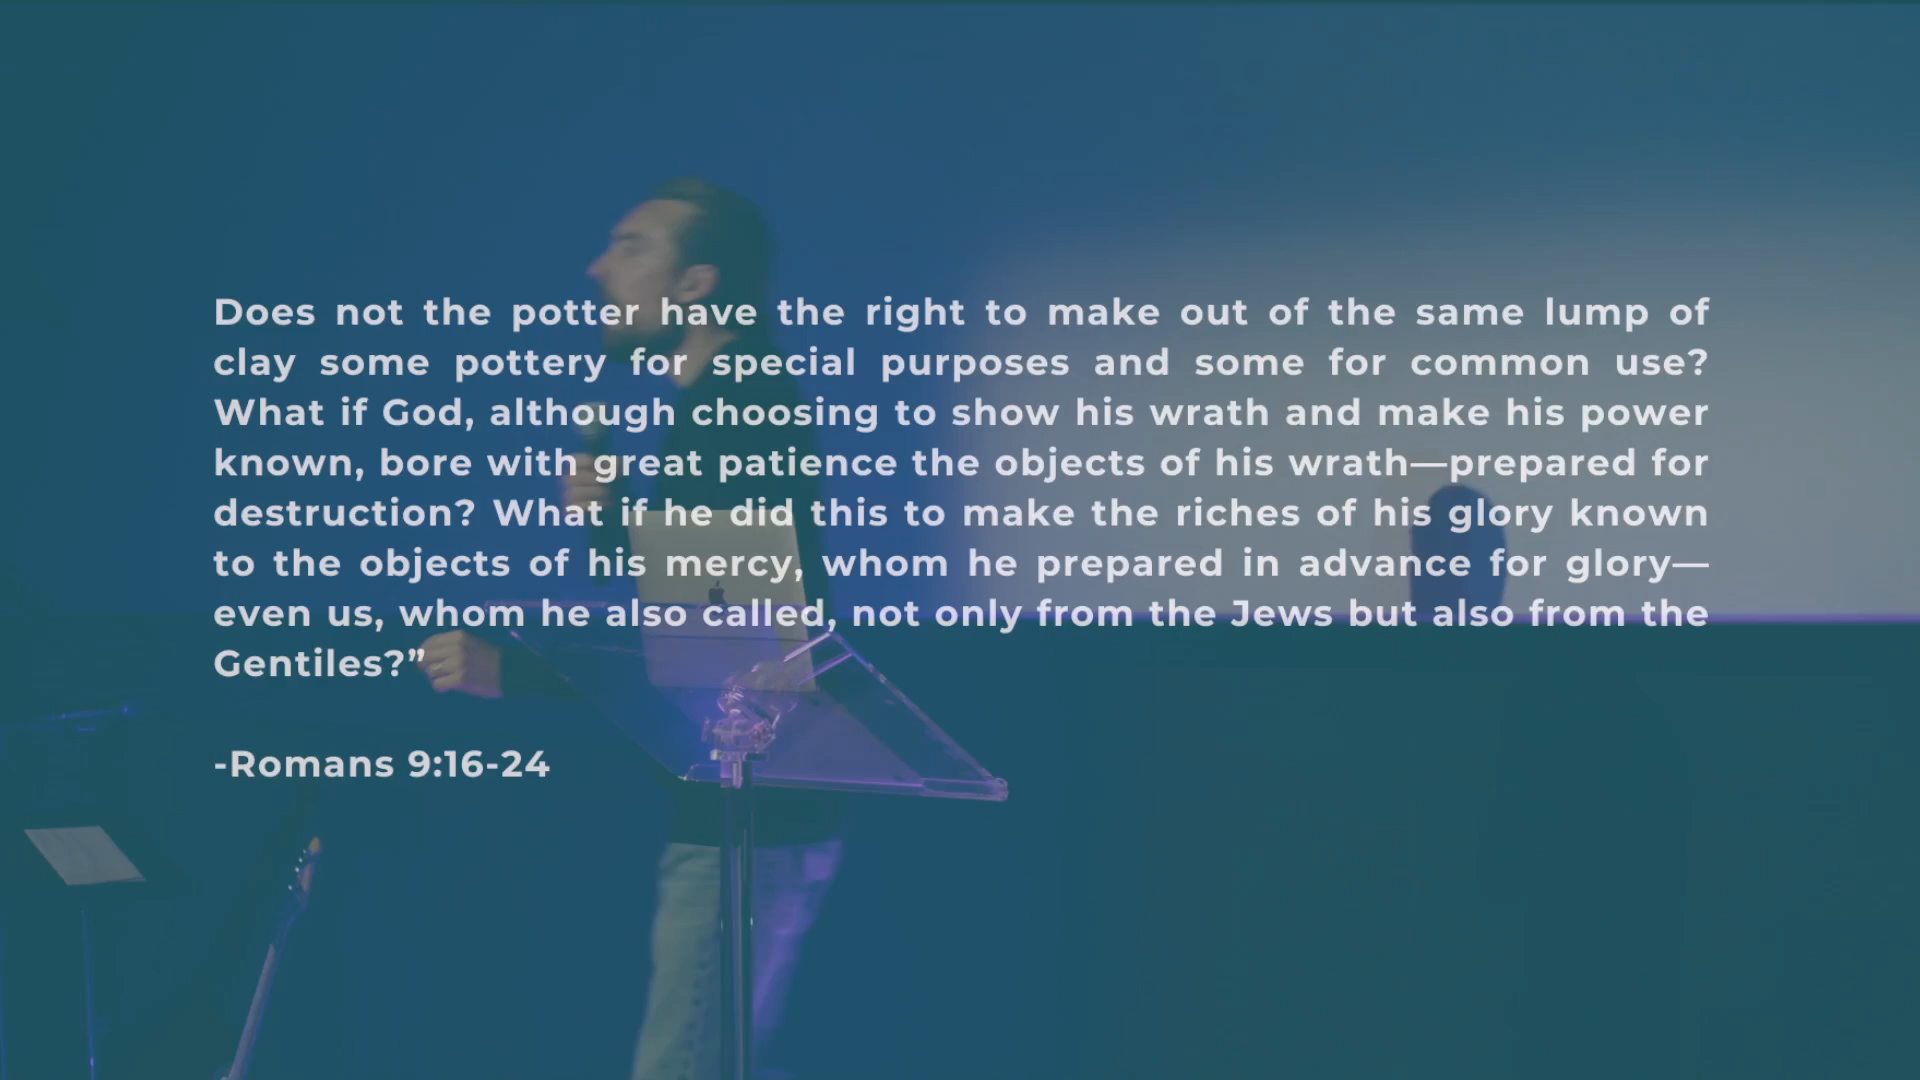 Does not the potter have the right to make out of the same lump of
clay some pottery for special purposes and some for common use?
What if God, although choosing to show his wrath and make his power
known, bore with great patience the objects of his wrath—prepared for
destruction? What if he did this to make the riches of his glory known
to the objects of his mercy, whom he prepared in advance for glory—
even us, whom he also called, not only from the Jews but also from the
Gentiles?”
-Romans 9:16-24